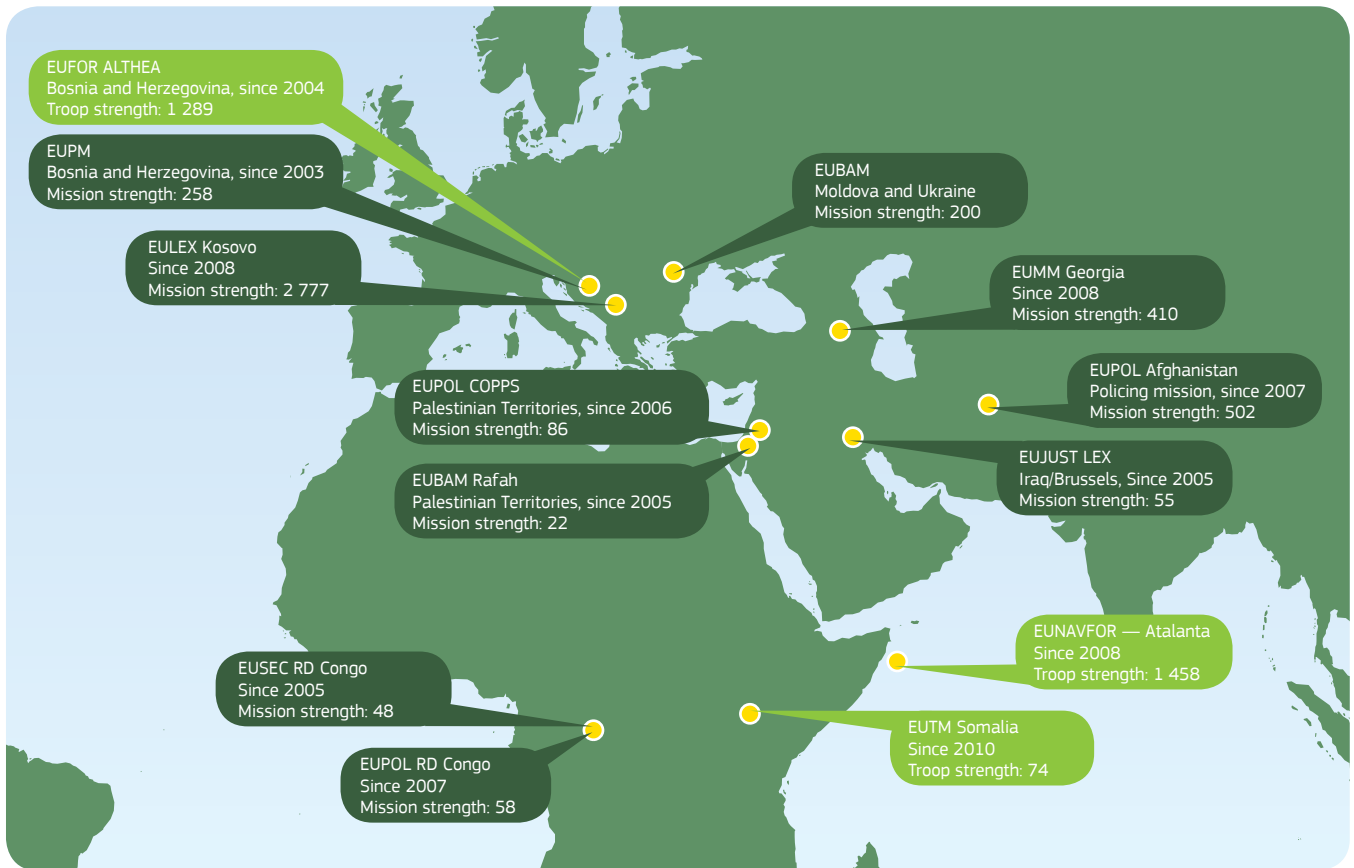 EUFOR ALTHEA
Bosnia and Herzegovina, since 2004
Troop strength: 1 289
EUPM
Bosnia and Herzegovina, since 2003
Mission strength: 258
EULEX Kosovo
Since 2008
Mission strength: 2 777
EUBAM
Moldova and Ukraine
Mission strength: 200
EUMM Georgia
Since 2008
Mission strength: 410
EUPOL Afghanistan
Policing mission, since 2007
Mission strength: 502
EUPOL COPPS
Palestinian Territories, since 2006
Mission strength: 86
EUJUST LEX
Iraq/Brussels, Since 2005
Mission strength: 55
EUBAM Rafah
Palestinian Territories, since 2005
Mission strength: 22
EUNAVFOR — Atalanta
Since 2008
Troop strength: 1 458
EUSEC RD Congo
Since 2005
Mission strength: 48
EUTM Somalia
Since 2010
Troop strength: 74
EUPOL RD Congo
Since 2007
Mission strength: 58